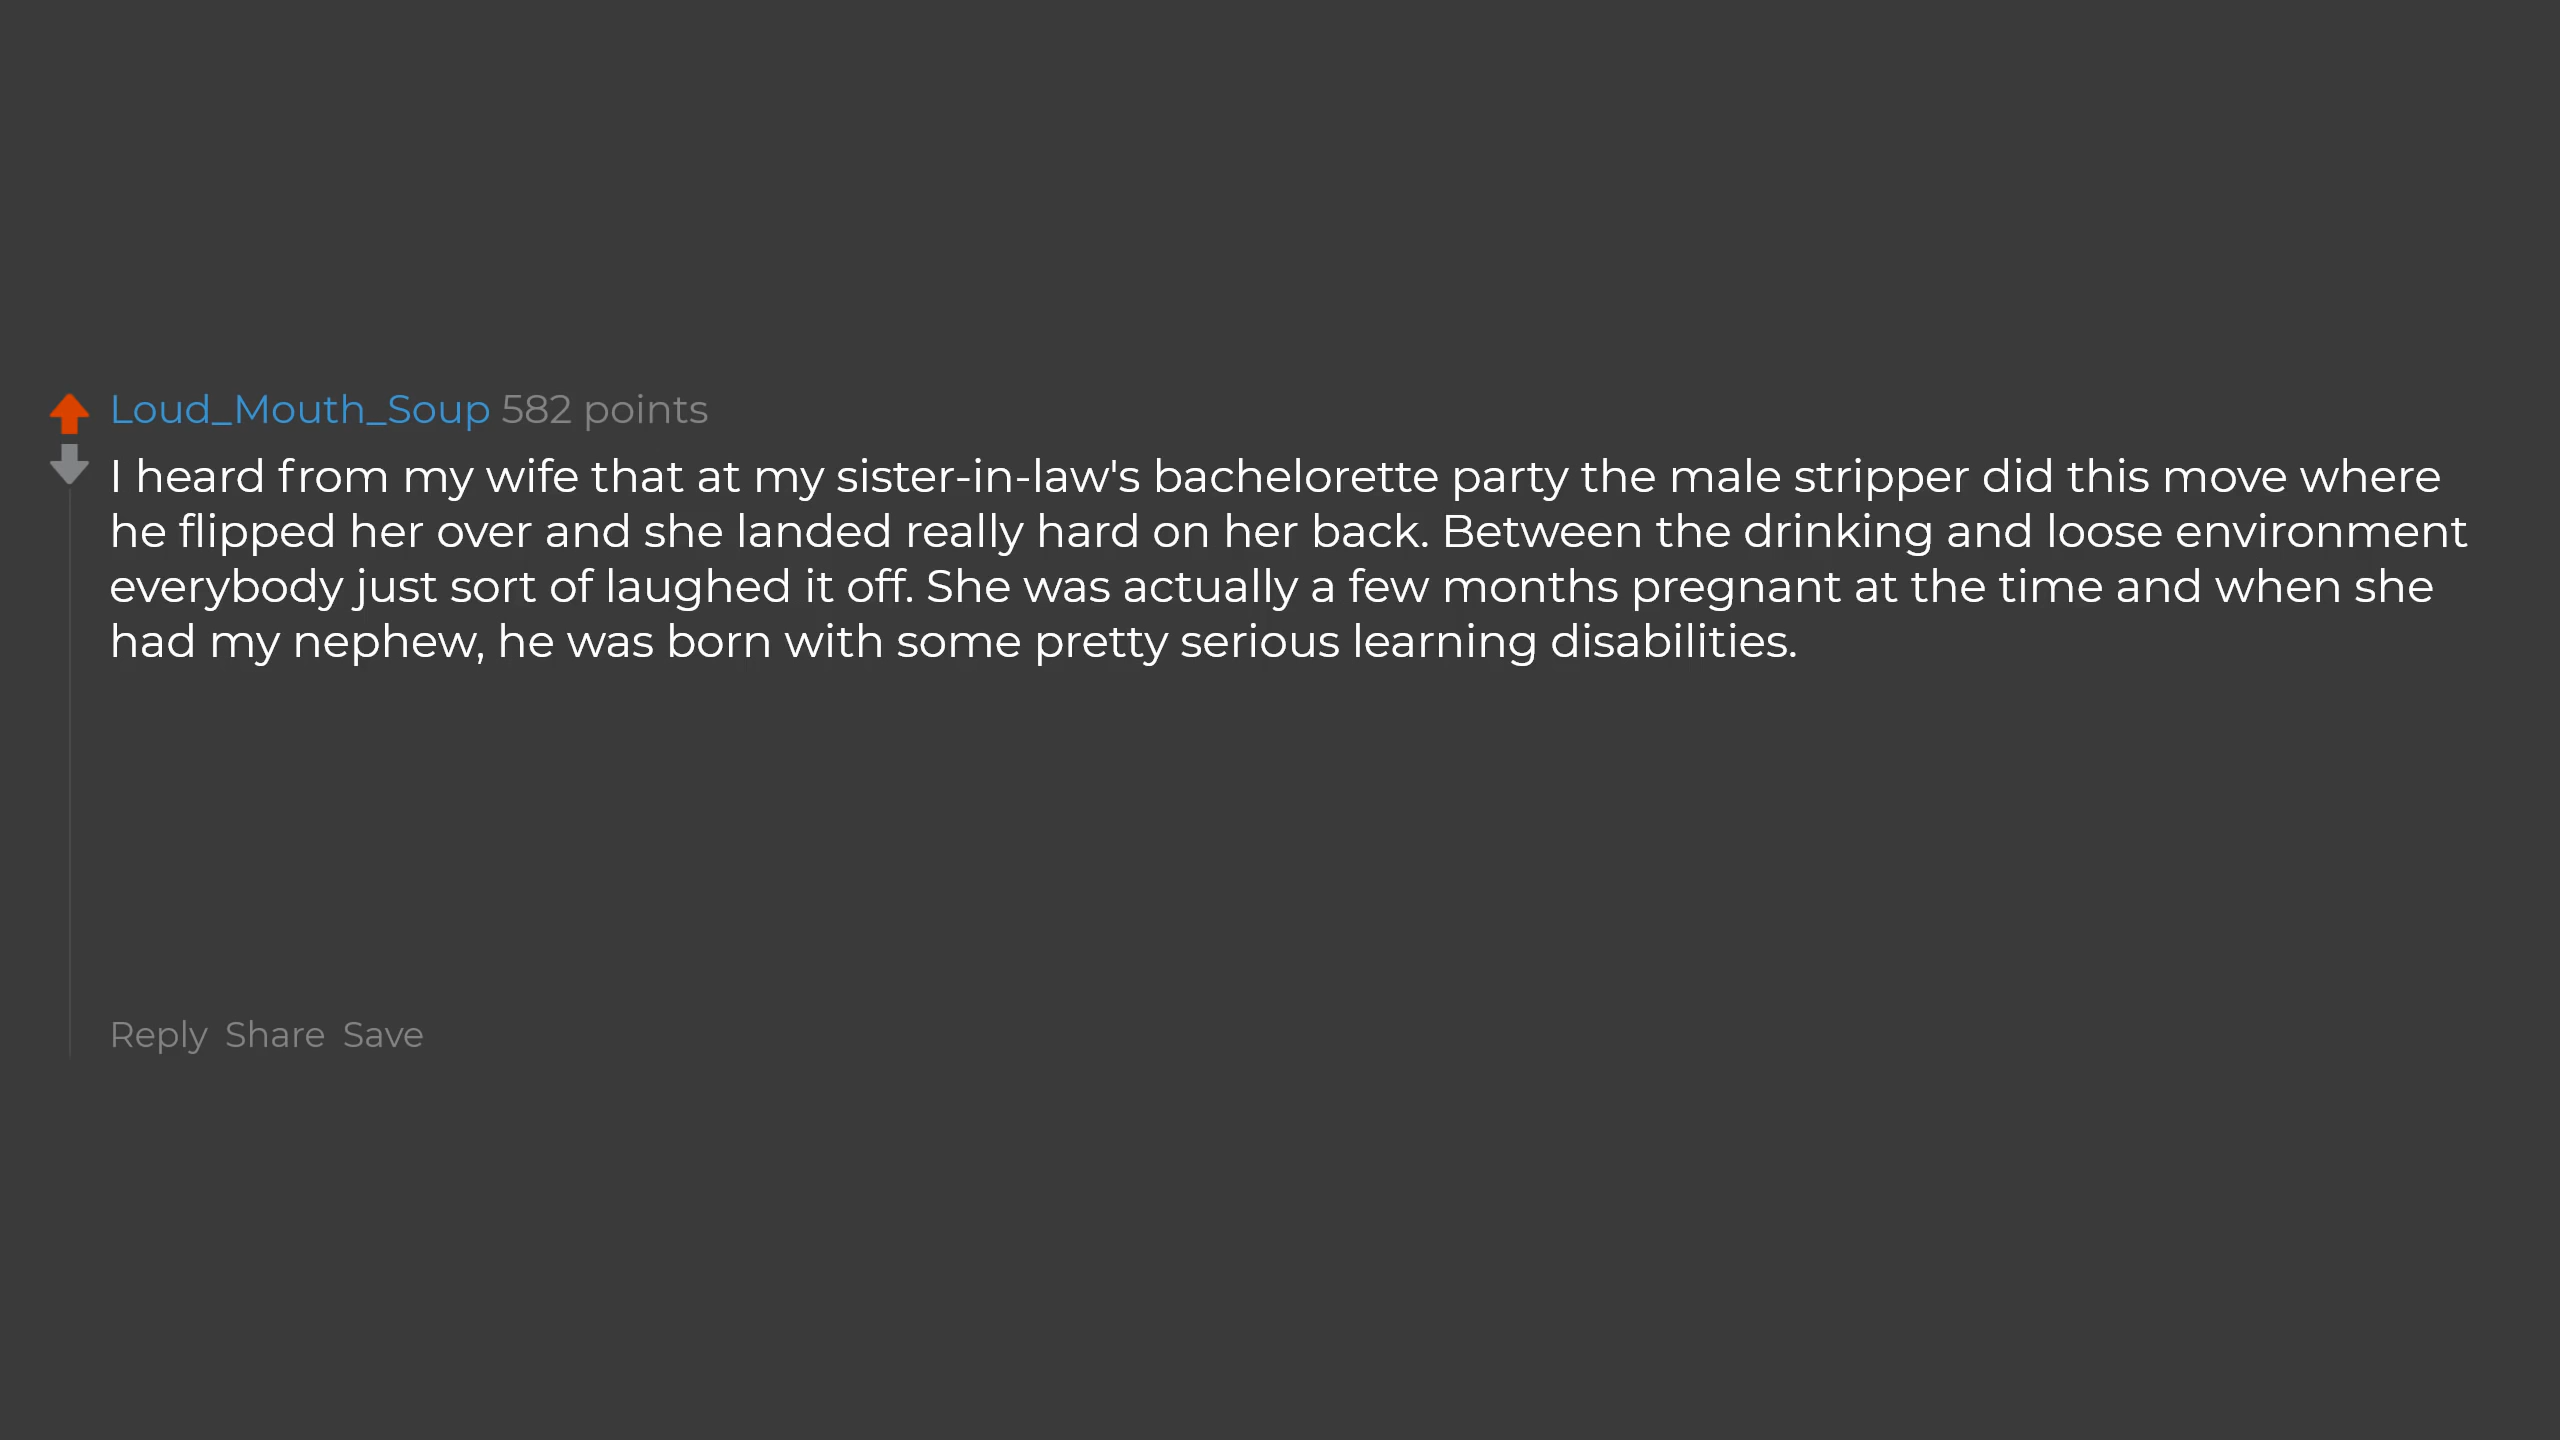 Loud_Mouth_Soup 582 points
I heard from my wife that at my sister-in-law's bachelorette party the male stripper did this move where
he flipped her over and she landed really hard on her back. Between the drinking and loose environment
everybody just sort of laughed it off. She was actually a few months pregnant at the time and when she
had my nephew, he was born with some pretty serious learning disabilities.
Reply Share Save